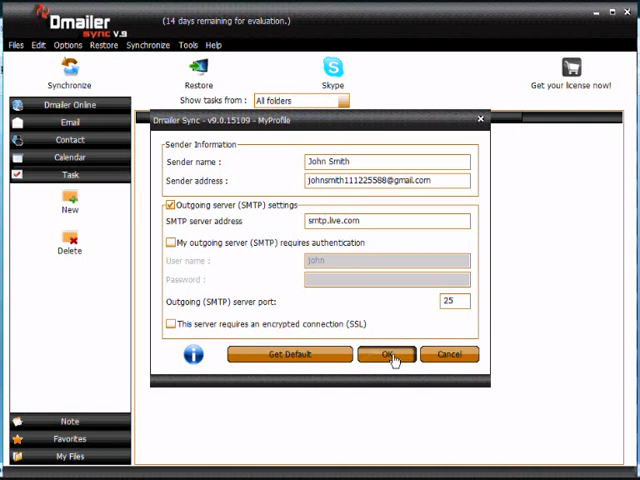 Dmailer
sync v.9
(14 days remaining for evaluation.)
Files Edit Options Restore Synchronize Tools Help
Synchronize Restore Skype Get your license now!
Show tasks from: All folders
Dmailer Online
Email
Contact
Calendar
Task
New
Delete
Note
Favorites
My Files
Dmailer Sync - v9.0.15109 - MyProfile
Sender Information
Sender name : John Smith
Sender address : johnsmith111225588@gmail.com
Outgoing server (SMTP) settings
SMTP server address smtp.live.com
My outgoing server (SMTP) requires authentication
User name : john
Password :
Outgoing (SMTP) server port: 25
This server requires an encrypted connection (SSL)
Get Default OK Cancel